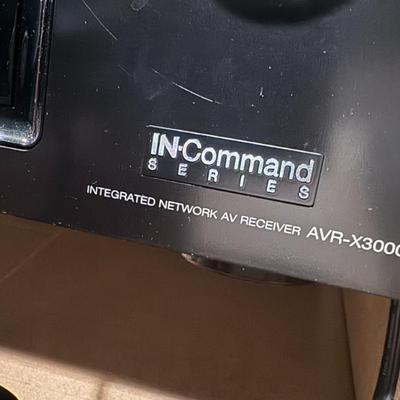 IN·Command
SERIES
INTEGRATED NETWORK AV RECEIVER AVR-X3000